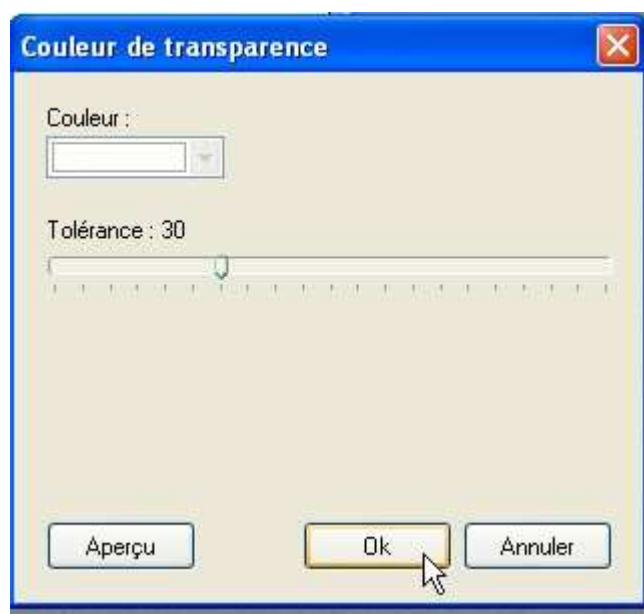 Couleur de transparence
Couleur :
Tolérance : 30
Aperçu
Ok
Annuler